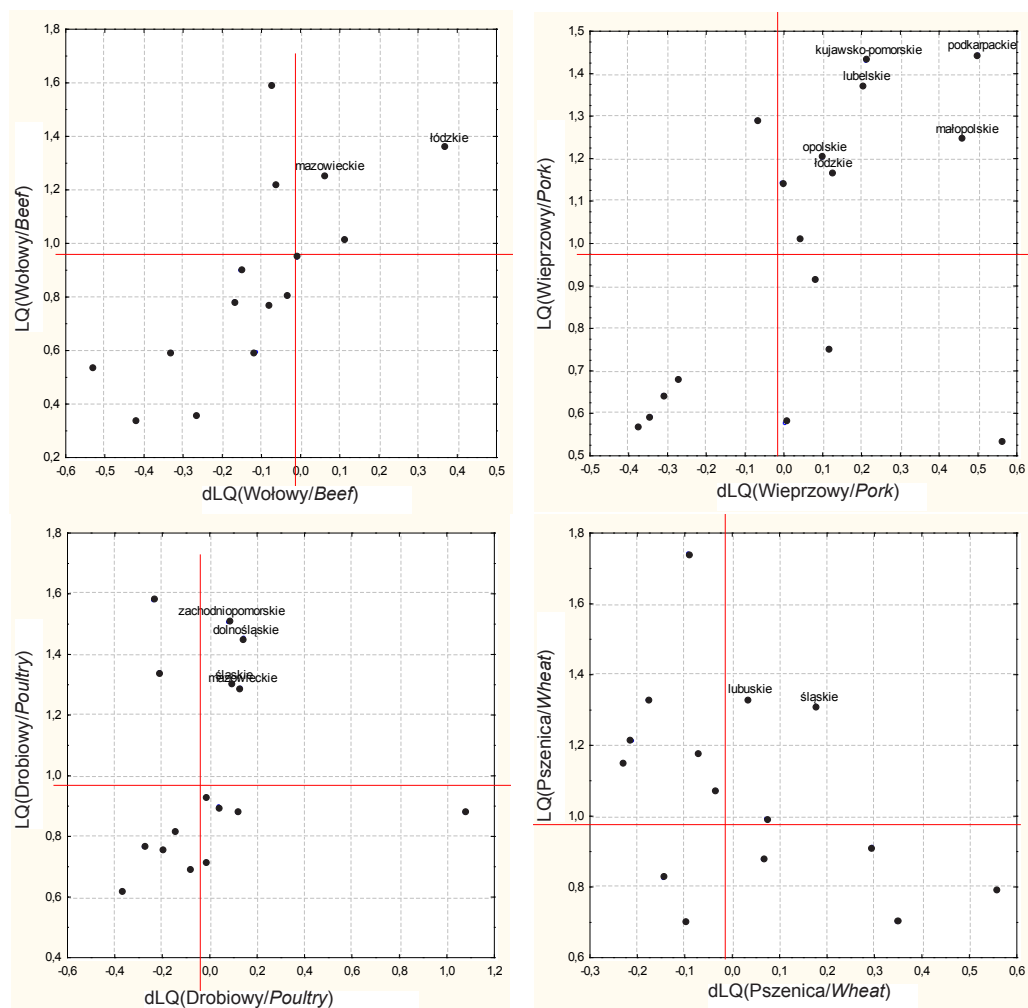 LQ(Wołowy/Beef)
1,8
1,6
1,4
1,2
1,0
0,8
0,6
0,4
0,2
łódzkie
mazowieckie
-0,6 -0,5 -0,4 -0,3 -0,2 -0,1 0,0 0,1 0,2 0,3 0,4 0,5
dLQ(Wołowy/Beef)
LQ(Wieprzowy/Pork)
1,5
1,4
1,3
1,2
1,1
1,0
0,9
0,8
0,7
0,6
0,5
kujawsko-pomorskie
podkarpackie
lubelskie
małopolskie
opolskie
łódzkie
-0,5 -0,4 -0,3 -0,2 -0,1 0,0 0,1 0,2 0,3 0,4 0,5 0,6
dLQ(Wieprzowy/Pork)
LQ(Drobiowy/Poultry)
1,8
1,6
1,4
1,2
1,0
0,8
0,6
0,4
zachodniopomorskie
dolnośląskie
śląskie
mazowieckie
-0,6 -0,4 -0,2 0,0 0,2 0,4 0,6 0,8 1,0 1,2
dLQ(Drobiowy/Poultry)
LQ(Pszenica/Wheat)
1,8
1,6
1,4
1,2
1,0
0,8
0,6
lubuskie
śląskie
-0,3 -0,2 -0,1 0,0 0,1 0,2 0,3 0,4 0,5 0,6
dLQ(Pszenica/Wheat)